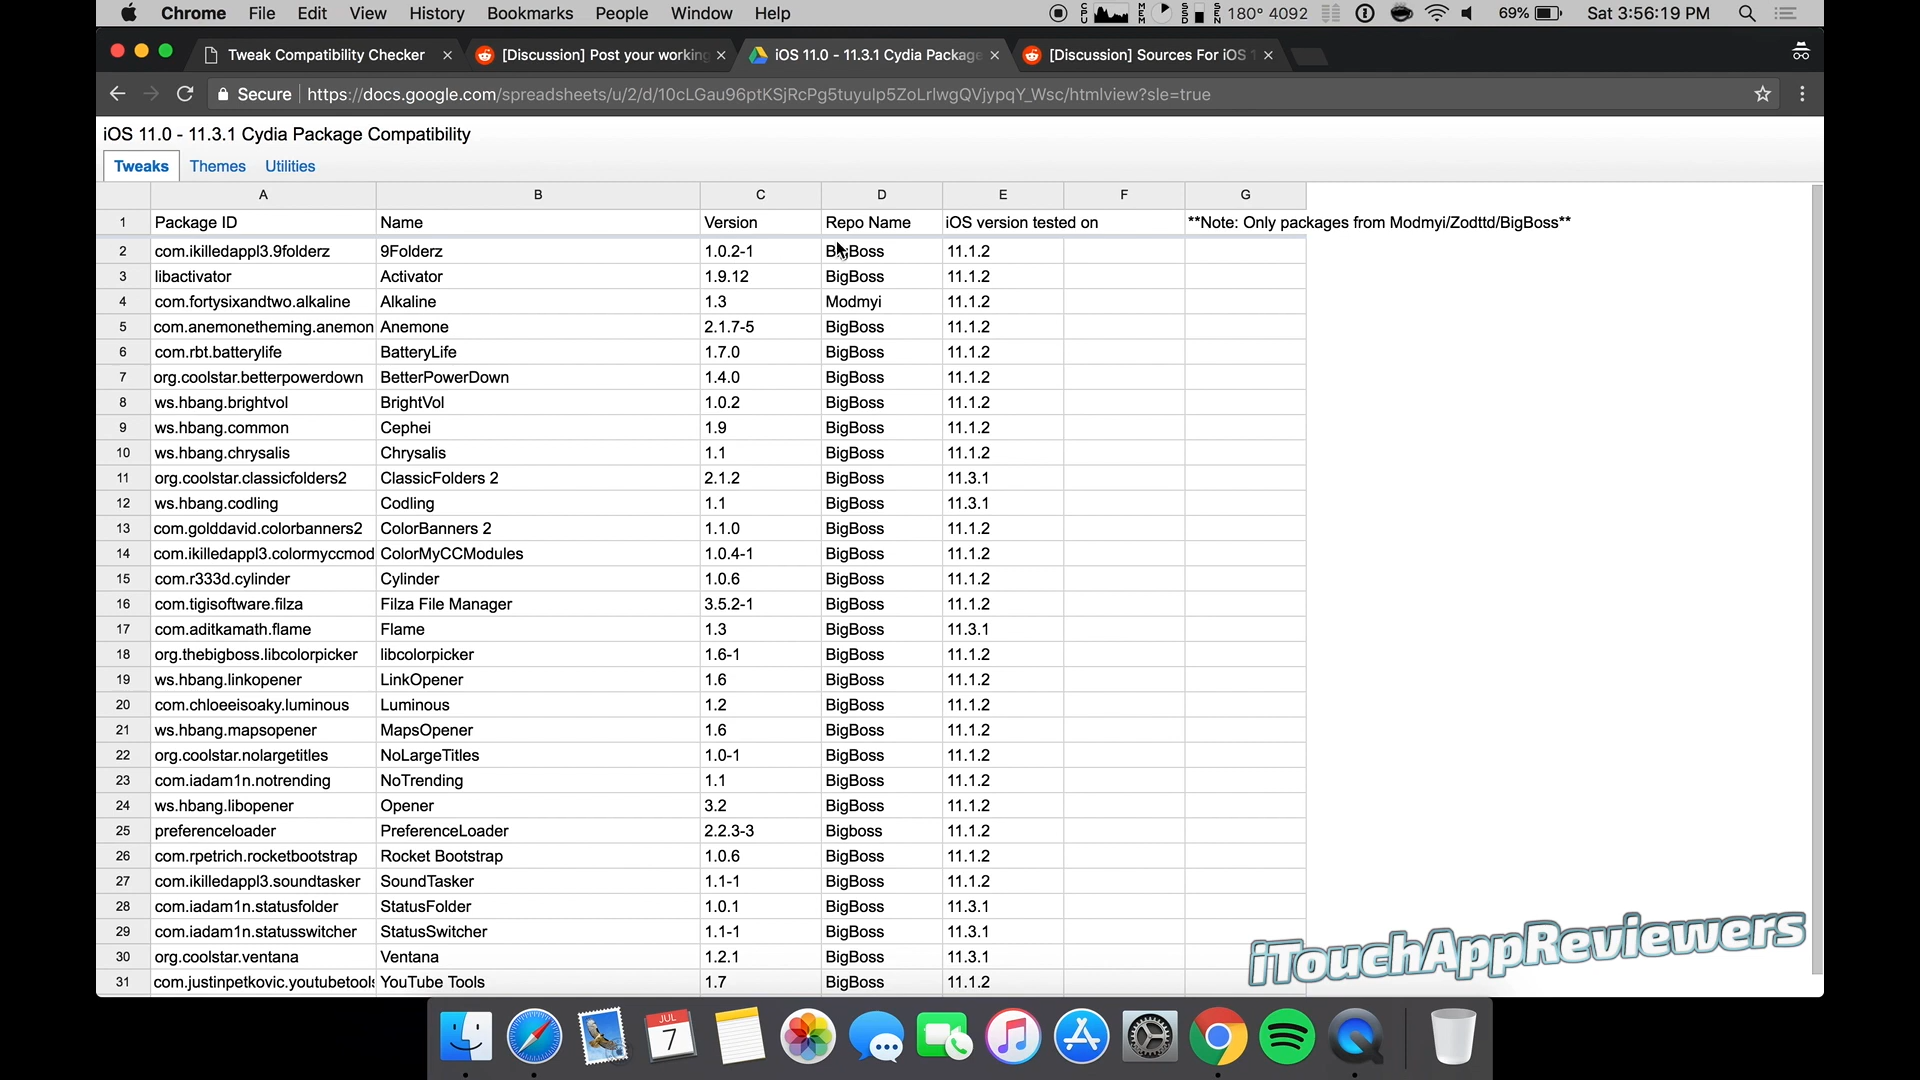 Chrome File Edit View History Bookmarks People Window Help CPU MEM SSD SEN 180° 4092 69% Sat 3:56:19 PM
Tweak Compatibility Checker [Discussion] Post your working iOS 11.0 - 11.3.1 Cydia Package [Discussion] Sources For iOS 1
Secure https://docs.google.com/spreadsheets/u/2/d/10cLGau96ptKSjRcPg5tuyulp5ZoLrlwgQVjypqY_Wsc/htmlview?sle=true
iOS 11.0 - 11.3.1 Cydia Package Compatibility
Tweaks Themes Utilities
A B C D E F G
1 Package ID Name Version Repo Name iOS version tested on **Note: Only packages from Modmyi/Zodttd/BigBoss**
2 com.ikilledappl3.9folderz 9Folderz 1.0.2-1 BigBoss 11.1.2
3 libactivator Activator 1.9.12 BigBoss 11.1.2
4 com.fortysixandtwo.alkaline Alkaline 1.3 Modmyi 11.1.2
5 com.anemonetheming.anemon Anemone 2.1.7-5 BigBoss 11.1.2
6 com.rbt.batterylife BatteryLife 1.7.0 BigBoss 11.1.2
7 org.coolstar.betterpowerdown BetterPowerDown 1.4.0 BigBoss 11.1.2
8 ws.hbang.brightvol BrightVol 1.0.2 BigBoss 11.1.2
9 ws.hbang.common Cephei 1.9 BigBoss 11.1.2
10 ws.hbang.chrysalis Chrysalis 1.1 BigBoss 11.1.2
11 org.coolstar.classicfolders2 ClassicFolders 2 2.1.2 BigBoss 11.3.1
12 ws.hbang.codling Codling 1.1 BigBoss 11.3.1
13 com.golddavid.colorbanners2 ColorBanners 2 1.1.0 BigBoss 11.1.2
14 com.ikilledappl3.colormyccmod ColorMyCCModules 1.0.4-1 BigBoss 11.1.2
15 com.r333d.cylinder Cylinder 1.0.6 BigBoss 11.1.2
16 com.tigisoftware.filza Filza File Manager 3.5.2-1 BigBoss 11.1.2
17 com.aditkamath.flame Flame 1.3 BigBoss 11.3.1
18 org.thebigboss.libcolorpicker libcolorpicker 1.6-1 BigBoss 11.1.2
19 ws.hbang.linkopener LinkOpener 1.6 BigBoss 11.1.2
20 com.chloeeisoaky.luminous Luminous 1.2 BigBoss 11.1.2
21 ws.hbang.mapsopener MapsOpener 1.6 BigBoss 11.1.2
22 org.coolstar.nolargetitles NoLargeTitles 1.0-1 BigBoss 11.1.2
23 com.iadam1n.notrending NoTrending 1.1 BigBoss 11.1.2
24 ws.hbang.libopener Opener 3.2 BigBoss 11.1.2
25 preferenceloader PreferenceLoader 2.2.3-3 Bigboss 11.1.2
26 com.rpetrich.rocketbootstrap Rocket Bootstrap 1.0.6 BigBoss 11.1.2
27 com.ikilledappl3.soundtasker SoundTasker 1.1-1 BigBoss 11.1.2
28 com.iadam1n.statusfolder StatusFolder 1.0.1 BigBoss 11.3.1
29 com.iadam1n.statusswitcher StatusSwitcher 1.1-1 BigBoss 11.3.1
30 org.coolstar.ventana Ventana 1.2.1 BigBoss 11.3.1
31 com.justinpetkovic.youtubetools YouTube Tools 1.7 BigBoss 11.1.2
iTouchAppReviewers
JUL
7